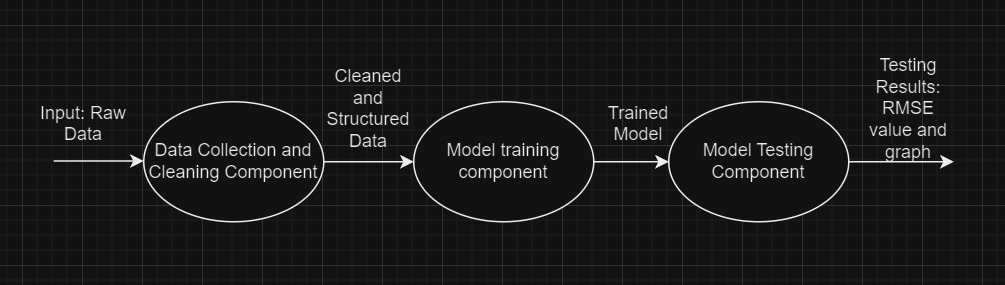 Input: Raw
Data
Data Collection and
Cleaning Component
Cleaned
and
Structured
Data
Model training
component
Trained
Model
Model Testing
Component
Testing
Results:
RMSE
value and
graph